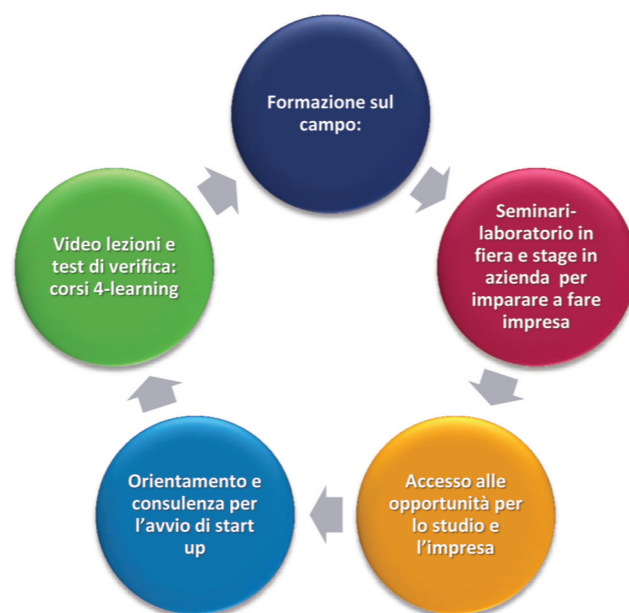 Formazione sul
campo:
Seminari-
laboratorio in
fiera e stage in
azienda per
imparare a fare
impresa
Accesso alle
opportunità per
lo studio e
l’impresa
Orientamento e
consulenza per
l’avvio di start
up
Video lezioni e
test di verifica:
corsi 4-learning